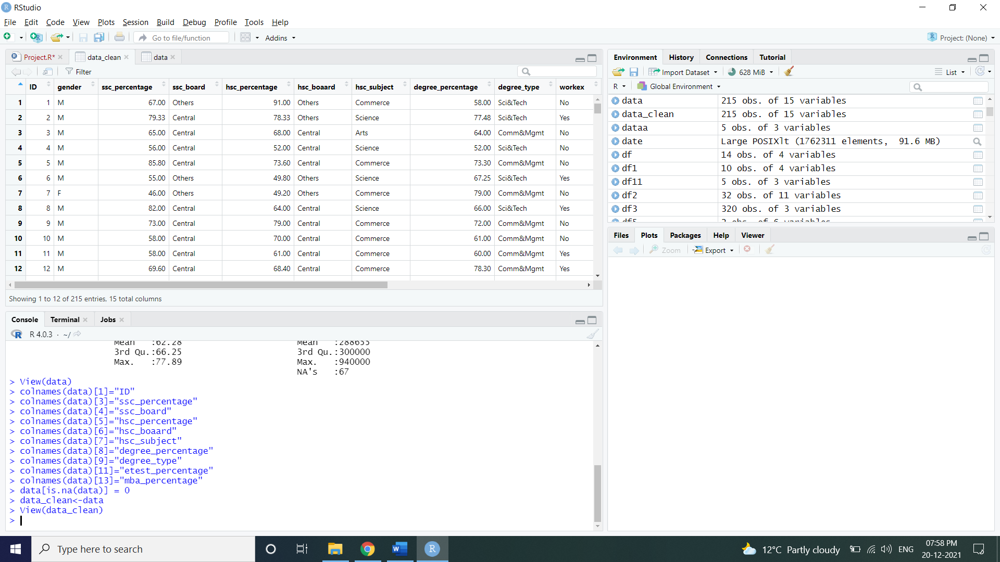 RStudio
File Edit Code View Plots Session Build Debug Profile Tools Help
Go to file/function Addins Project: (None)
Project.R* data_clean data
Filter
ID gender ssc_percentage ssc_board hsc_percentage hsc_boaard hsc_subject degree_percentage degree_type workex
1 1 M 67.00 Others 91.00 Others Commerce 58.00 Sci&Tech No
2 2 M 79.33 Central 78.33 Others Science 77.48 Sci&Tech Yes
3 3 M 65.00 Central 68.00 Central Arts 64.00 Comm&Mgmt No
4 4 M 56.00 Central 52.00 Central Science 52.00 Sci&Tech No
5 5 M 85.80 Central 73.60 Central Commerce 73.30 Comm&Mgmt No
6 6 M 55.00 Others 49.80 Others Science 67.25 Sci&Tech Yes
7 7 F 46.00 Others 49.20 Others Commerce 79.00 Comm&Mgmt No
8 8 M 82.00 Central 64.00 Central Science 66.00 Sci&Tech Yes
9 9 M 73.00 Central 79.00 Central Commerce 72.00 Comm&Mgmt No
10 10 M 58.00 Central 70.00 Central Commerce 61.00 Comm&Mgmt No
11 11 M 58.00 Central 61.00 Central Commerce 60.00 Comm&Mgmt Yes
12 12 M 69.60 Central 68.40 Central Commerce 78.30 Comm&Mgmt Yes
Showing 1 to 12 of 215 entries, 15 total columns
Console Terminal Jobs
R 4.0.3 · ~/
Mean :62.28 Mean :288655
3rd Qu.:66.25 3rd Qu.:300000
Max. :77.89 Max. :940000
NA's :67
> View(data)
> colnames(data)[1]="ID"
> colnames(data)[3]="ssc_percentage"
> colnames(data)[4]="ssc_board"
> colnames(data)[5]="hsc_percentage"
> colnames(data)[6]="hsc_boaard"
> colnames(data)[7]="hsc_subject"
> colnames(data)[8]="degree_percentage"
> colnames(data)[9]="degree_type"
> colnames(data)[11]="etest_percentage"
> colnames(data)[13]="mba_percentage"
> data[is.na(data)] = 0
> data_clean<-data
> View(data_clean)
>
Environment History Connections Tutorial
Import Dataset 628 MiB List
R Global Environment
data 215 obs. of 15 variables
data_clean 215 obs. of 15 variables
dataa 5 obs. of 3 variables
date Large POSIXlt (1762311 elements, 91.6 MB)
df 14 obs. of 4 variables
df1 10 obs. of 4 variables
df11 5 obs. of 3 variables
df2 32 obs. of 11 variables
df3 320 obs. of 3 variables
Files Plots Packages Help Viewer
Zoom Export
Type here to search
12°C Partly cloudy ENG
07:58 PM
20-12-2021